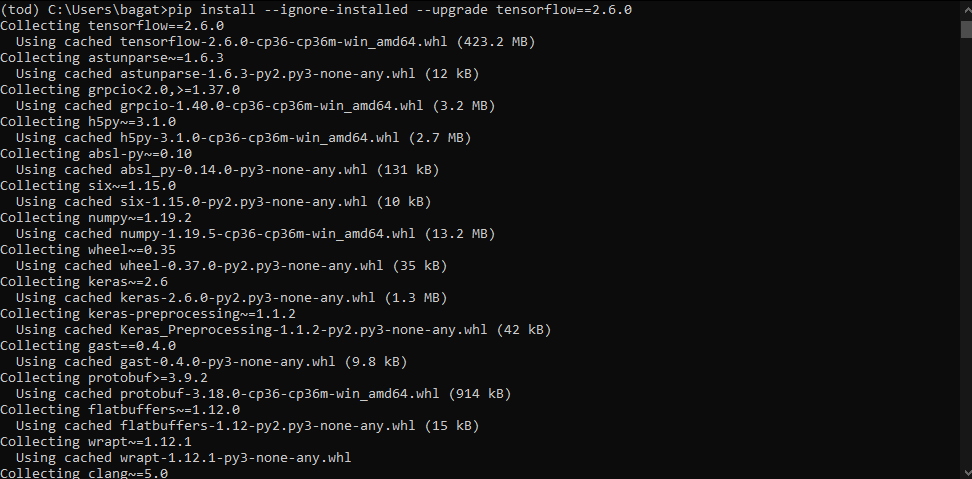 (tod) C:\Users\bagat>pip install --ignore-installed --upgrade tensorflow==2.6.0
Collecting tensorflow==2.6.0
  Using cached tensorflow-2.6.0-cp36-cp36m-win_amd64.whl (423.2 MB)
Collecting astunparse~=1.6.3
  Using cached astunparse-1.6.3-py2.py3-none-any.whl (12 kB)
Collecting grpcio<2.0,>=1.37.0
  Using cached grpcio-1.40.0-cp36-cp36m-win_amd64.whl (3.2 MB)
Collecting h5py~=3.1.0
  Using cached h5py-3.1.0-cp36-cp36m-win_amd64.whl (2.7 MB)
Collecting absl-py~=0.10
  Using cached absl_py-0.14.0-py3-none-any.whl (131 kB)
Collecting six~=1.15.0
  Using cached six-1.15.0-py2.py3-none-any.whl (10 kB)
Collecting numpy~=1.19.2
  Using cached numpy-1.19.5-cp36-cp36m-win_amd64.whl (13.2 MB)
Collecting wheel~=0.35
  Using cached wheel-0.37.0-py2.py3-none-any.whl (35 kB)
Collecting keras~=2.6
  Using cached keras-2.6.0-py2.py3-none-any.whl (1.3 MB)
Collecting keras-preprocessing~=1.1.2
  Using cached Keras_Preprocessing-1.1.2-py2.py3-none-any.whl (42 kB)
Collecting gast==0.4.0
  Using cached gast-0.4.0-py3-none-any.whl (9.8 kB)
Collecting protobuf>=3.9.2
  Using cached protobuf-3.18.0-cp36-cp36m-win_amd64.whl (914 kB)
Collecting flatbuffers~=1.12.0
  Using cached flatbuffers-1.12-py2.py3-none-any.whl (15 kB)
Collecting wrapt~=1.12.1
  Using cached wrapt-1.12.1-py3-none-any.whl
Collecting clang~=5.0